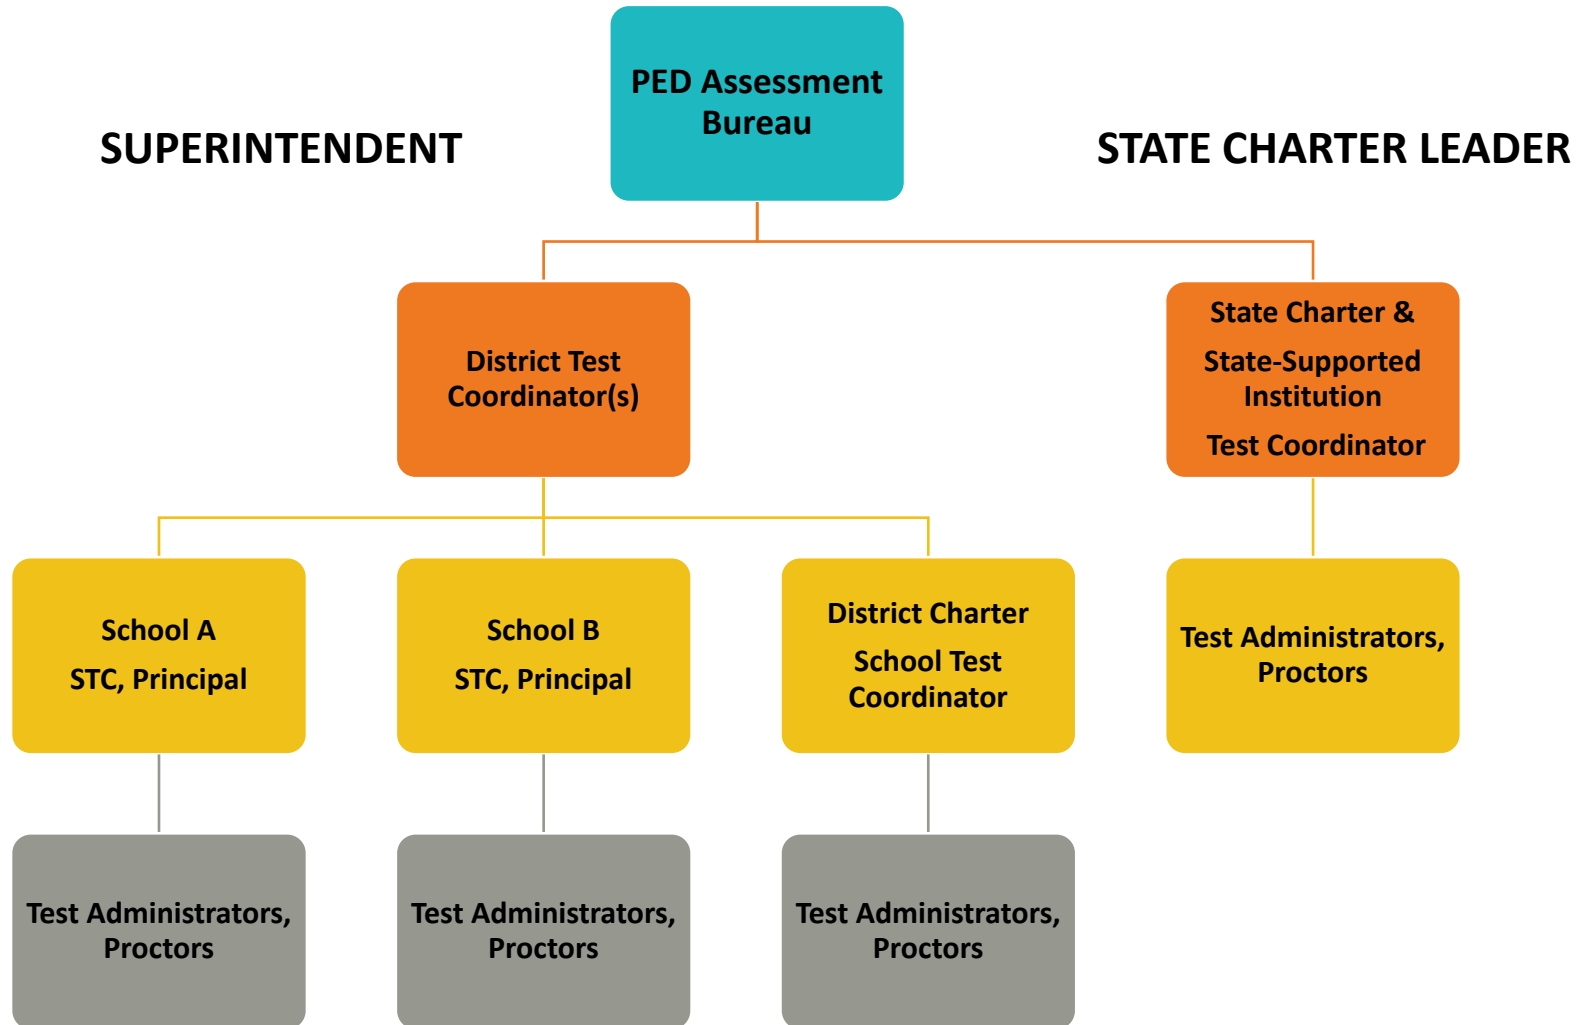 PED Assessment
Bureau
SUPERINTENDENT
STATE CHARTER LEADER
District Test
Coordinator(s)
State Charter &
State-Supported
Institution
Test Coordinator
School A
STC, Principal
School B
STC, Principal
District Charter
School Test
Coordinator
Test Administrators,
Proctors
Test Administrators,
Proctors
Test Administrators,
Proctors
Test Administrators,
Proctors